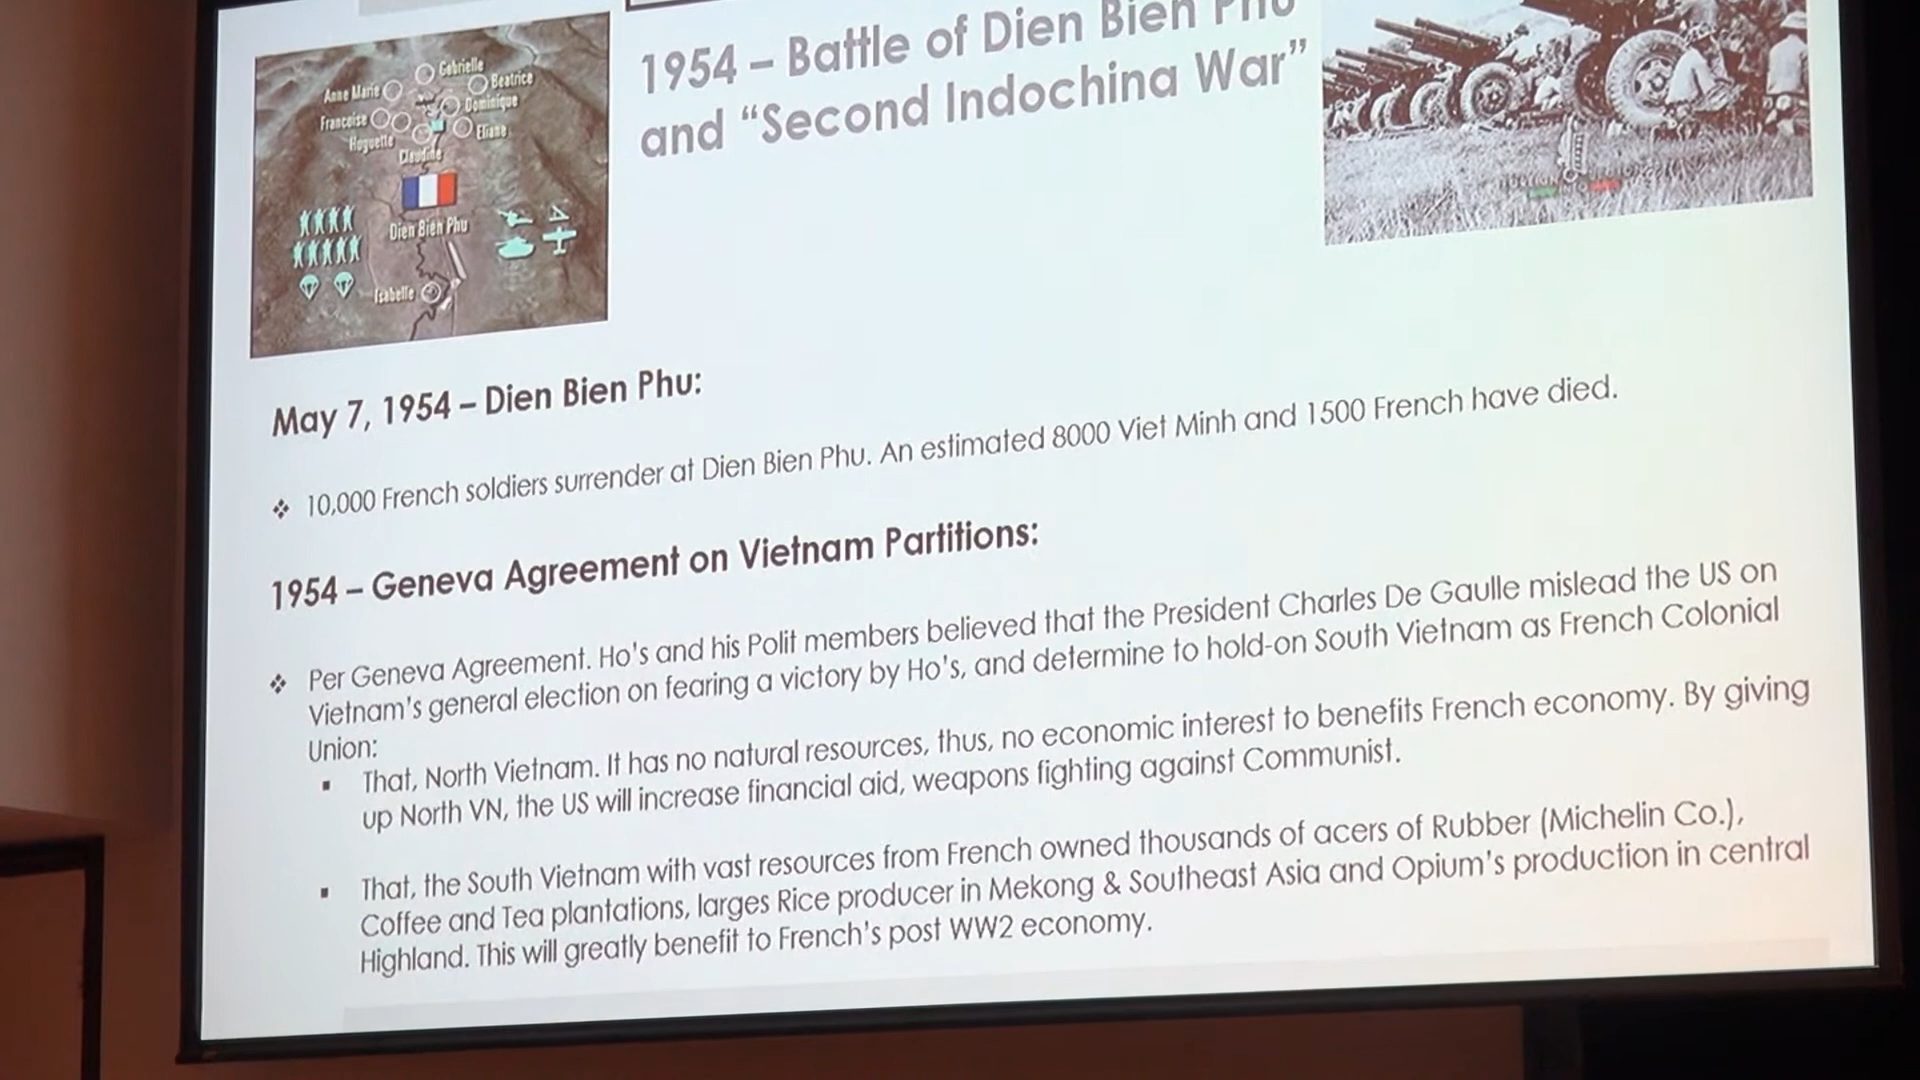 1954 – Battle of Dien Bien Phu
and “Second Indochina War”
Gabrielle
Anne Marie
Beatrice
Dominique
Francoise
Eliane
Huguette
Claudine
Dien Bien Phu
Isabelle
May 7, 1954 – Dien Bien Phu:
❖ 10,000 French soldiers surrender at Dien Bien Phu. An estimated 8000 Viet Minh and 1500 French have died.
1954 – Geneva Agreement on Vietnam Partitions:
❖ Per Geneva Agreement. Ho's and his Polit members believed that the President Charles De Gaulle mislead the US on
Vietnam's general election on fearing a victory by Ho's, and determine to hold-on South Vietnam as French Colonial
Union:
▪ That, North Vietnam. It has no natural resources, thus, no economic interest to benefits French economy. By giving
up North VN, the US will increase financial aid, weapons fighting against Communist.
▪ That, the South Vietnam with vast resources from French owned thousands of acers of Rubber (Michelin Co.),
Coffee and Tea plantations, larges Rice producer in Mekong & Southeast Asia and Opium's production in central
Highland. This will greatly benefit to French's post WW2 economy.